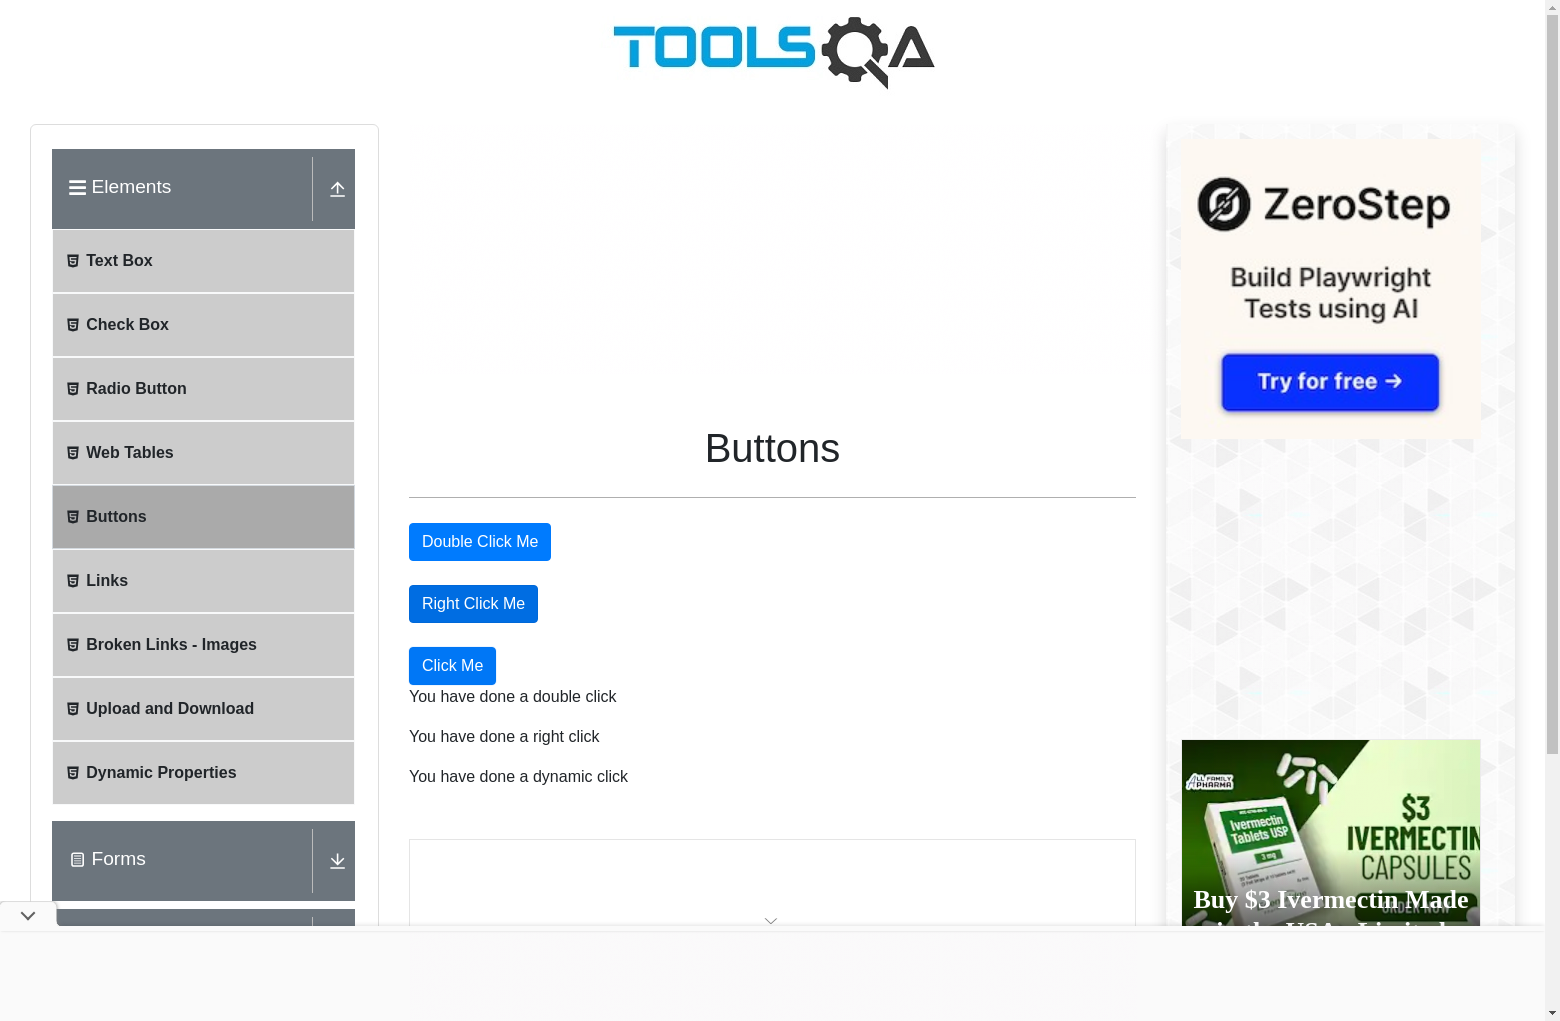 TOOLSQA
Elements
Text Box
Check Box
Radio Button
Web Tables
Buttons
Links
Broken Links - Images
Upload and Download
Dynamic Properties
Forms
Buttons
Double Click Me
Right Click Me
Click Me
You have done a double click
You have done a right click
You have done a dynamic click
ZeroStep
Build Playwright
Tests using AI
Try for free →
ALL FAMILY
PHARMA
Ivermectin
Tablets USP
3 mg
$3
IVERMECTIN
CAPSULES
ORDER NOW
Buy $3 Ivermectin Made